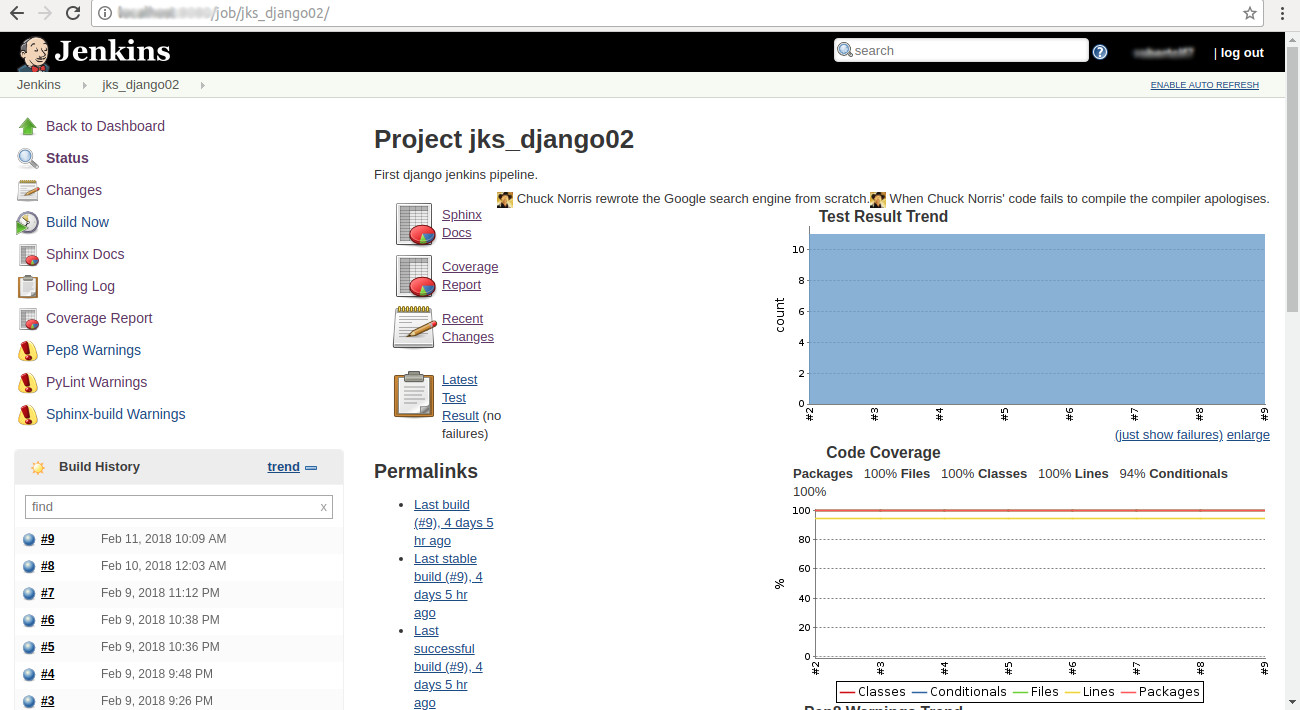 /job/jks_django02/
Jenkins
search
| log out
Jenkins
jks_django02
ENABLE AUTO REFRESH
Back to Dashboard
Status
Changes
Build Now
Sphinx Docs
Polling Log
Coverage Report
Pep8 Warnings
PyLint Warnings
Sphinx-build Warnings
Build History
trend
find
x
#9 Feb 11, 2018 10:09 AM
#8 Feb 10, 2018 12:03 AM
#7 Feb 9, 2018 11:12 PM
#6 Feb 9, 2018 10:38 PM
#5 Feb 9, 2018 10:36 PM
#4 Feb 9, 2018 9:48 PM
#3 Feb 9, 2018 9:26 PM
Project jks_django02
First django jenkins pipeline.
Chuck Norris rewrote the Google search engine from scratch. When Chuck Norris' code fails to compile the compiler apologises.
Sphinx
Docs
Coverage
Report
Recent
Changes
Latest
Test
Result (no
failures)
Permalinks
Last build
(#9), 4 days 5
hr ago
Last stable
build (#9), 4
days 5 hr
ago
Last
successful
build (#9), 4
days 5 hr
ago
Test Result Trend
count
10
8
6
4
2
0
#2 #3 #4 #5 #6 #7 #8 #9
(just show failures) enlarge
Code Coverage
Packages 100% Files 100% Classes 100% Lines 94% Conditionals
100%
%
100
80
60
40
20
0
#2 #3 #4 #5 #6 #7 #8 #9
Classes Conditionals Files Lines Packages
Pep8 Warnings Trend